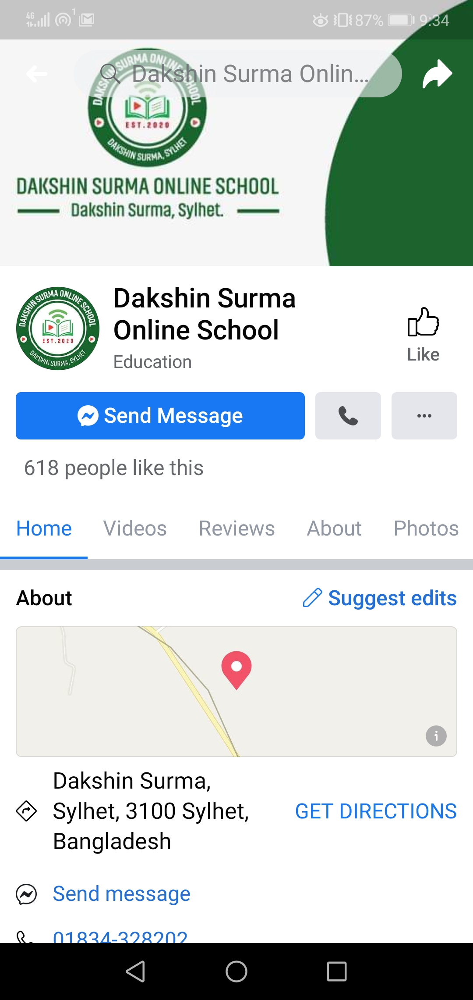 4G 1 87% 9:34
Dakshin Surma Onlin...
DAKSHIN SURMA ONLINE SCHOOL
EST.2020
DAKSHIN SURMA, SYLHET
DAKSHIN SURMA ONLINE SCHOOL
Dakshin Surma, Sylhet.
DAKSHIN SURMA ONLINE SCHOOL
EST.2020
DAKSHIN SURMA, SYLHET
Dakshin Surma
Online School
Education
Like
Send Message
618 people like this
Home Videos Reviews About Photos
About
Suggest edits
Dakshin Surma,
Sylhet, 3100 Sylhet,
Bangladesh
GET DIRECTIONS
Send message
01834-328202